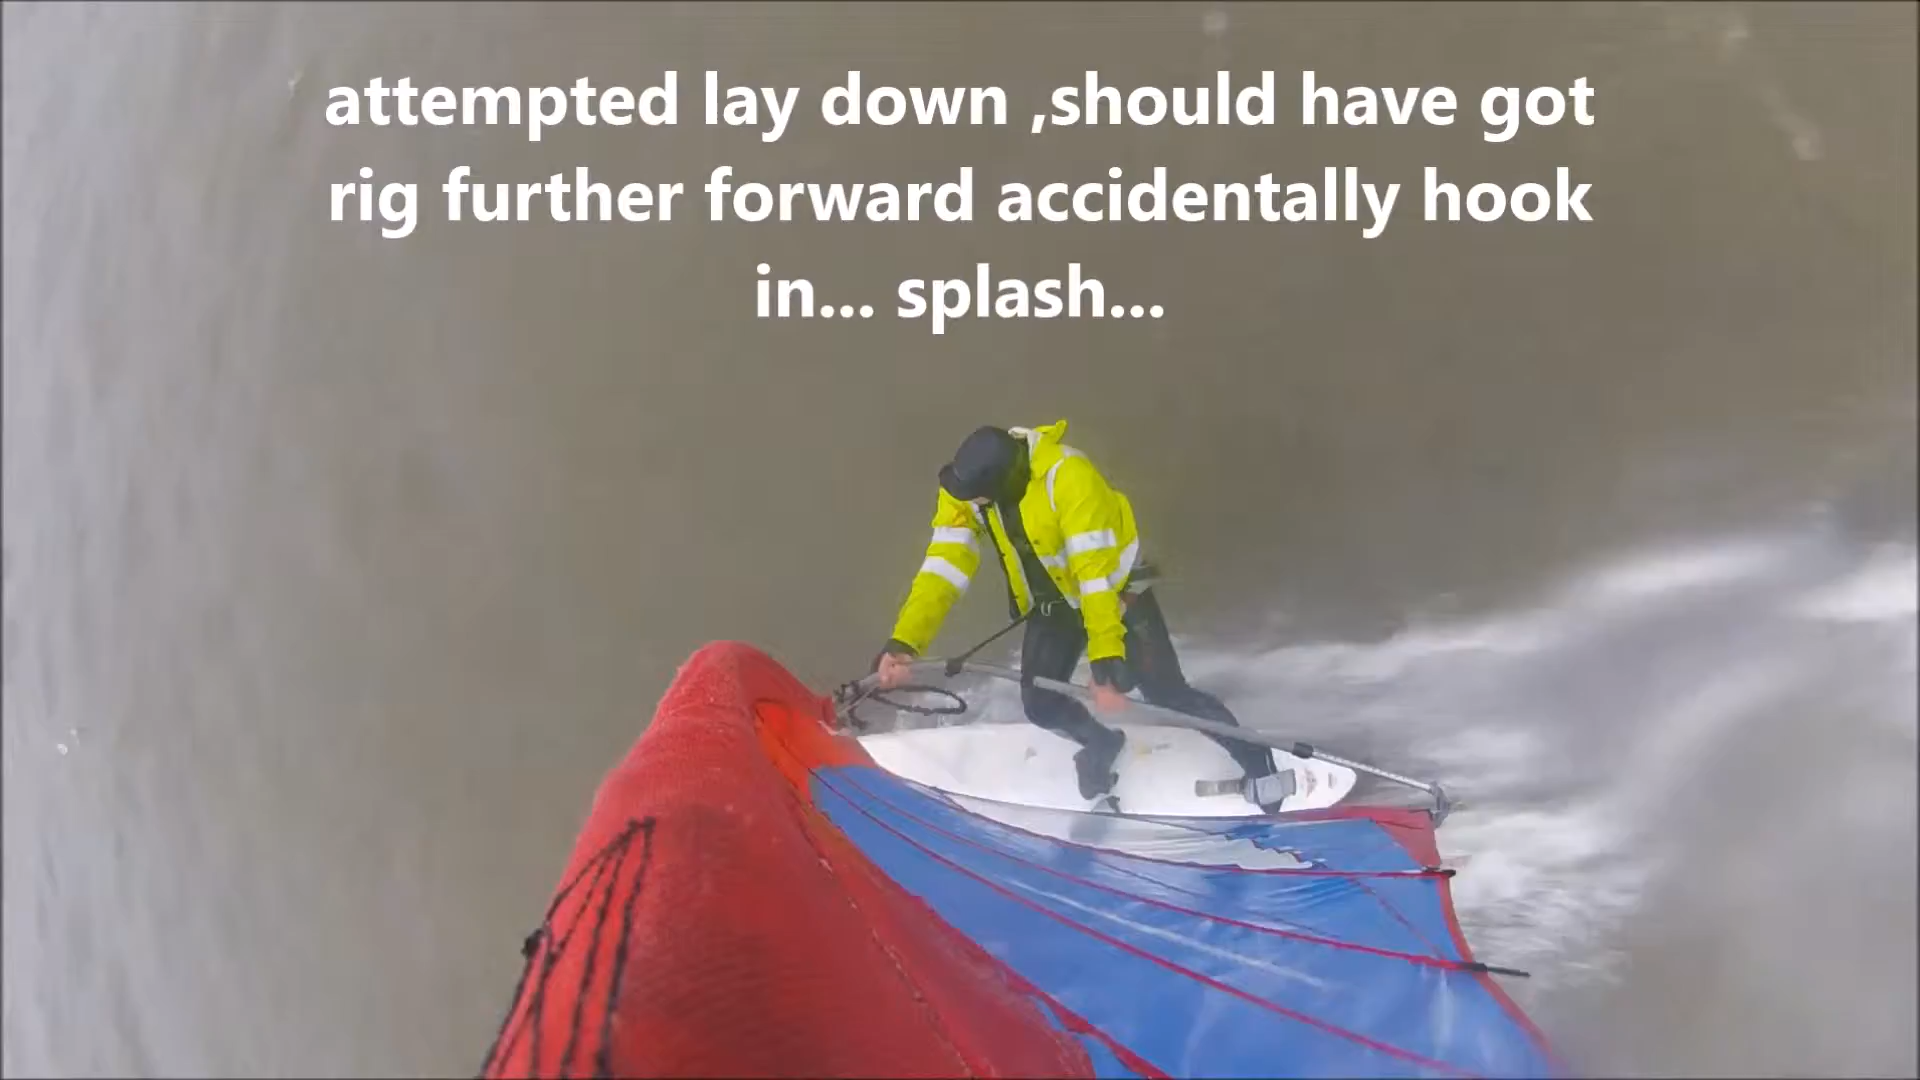 attempted lay down ,should have got
rig further forward accidentally hook
in... splash...